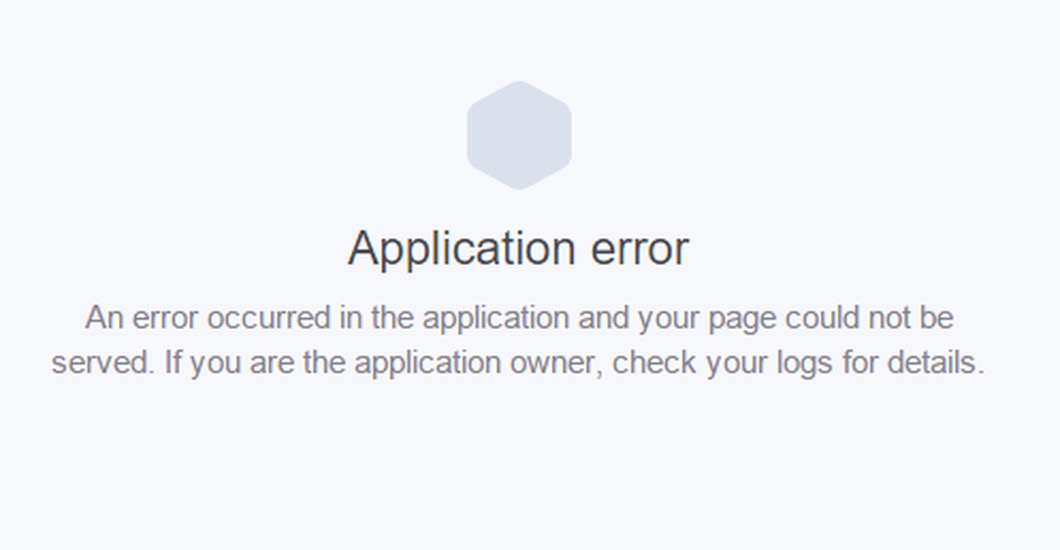 Application error
An error occurred in the application and your page could not be
served. If you are the application owner, check your logs for details.